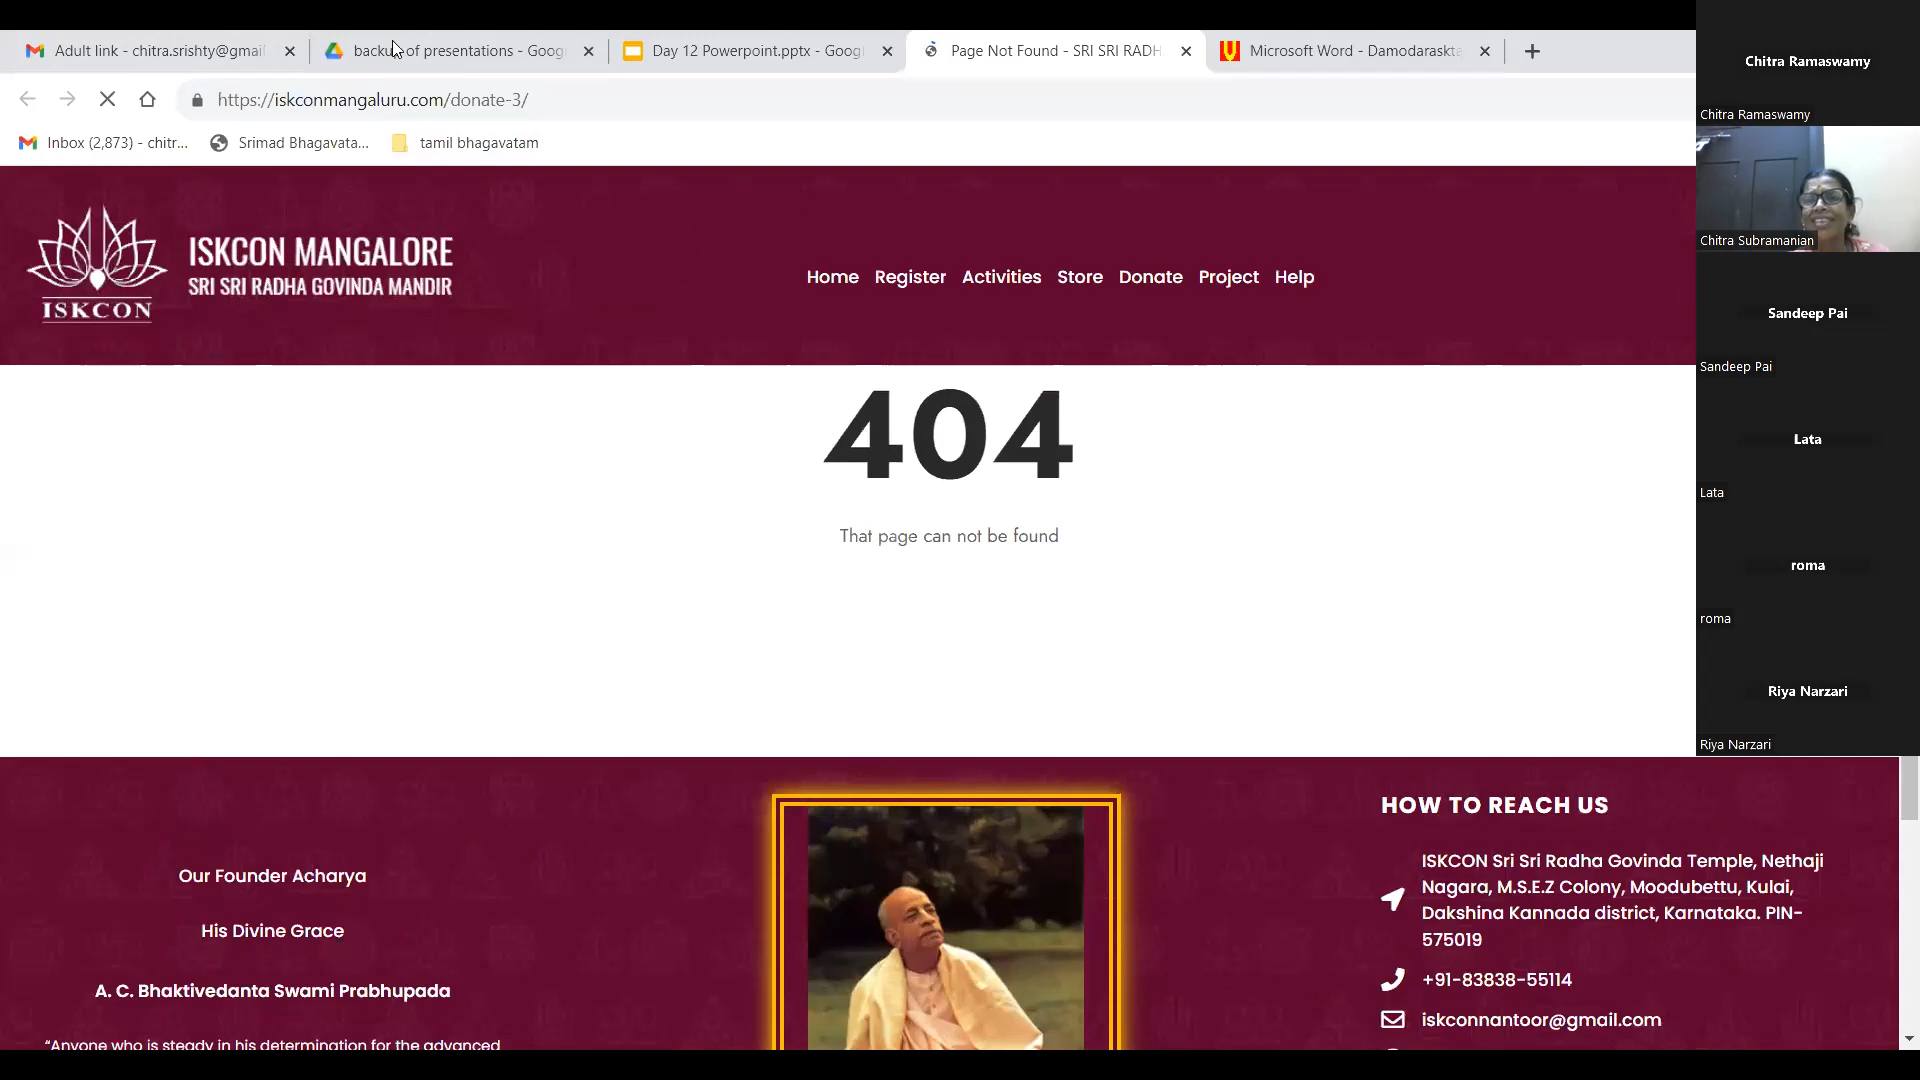 Adult link - chitra.srishty@gmai
backup of presentations - Goog
Day 12 Powerpoint.pptx - Googl
Page Not Found - SRI SRI RADH
Microsoft Word - Damodaraskta
https://iskconmangaluru.com/donate-3/
Inbox (2,873) - chitr...
Srimad Bhagavata...
tamil bhagavatam
ISKCON
ISKCON MANGALORE
SRI SRI RADHA GOVINDA MANDIR
Home Register Activities Store Donate Project Help
404
That page can not be found
Our Founder Acharya
His Divine Grace
A. C. Bhaktivedanta Swami Prabhupada
“Anyone who is steady in his determination for the advanced
HOW TO REACH US
ISKCON Sri Sri Radha Govinda Temple, Nethaji
Nagara, M.S.E.Z Colony, Moodubettu, Kulai,
Dakshina Kannada district, Karnataka. PIN-
575019
+91-83838-55114
iskconnantoor@gmail.com
Chitra Ramaswamy
Chitra Ramaswamy
Chitra Subramanian
Sandeep Pai
Sandeep Pai
Lata
Lata
roma
roma
Riya Narzari
Riya Narzari